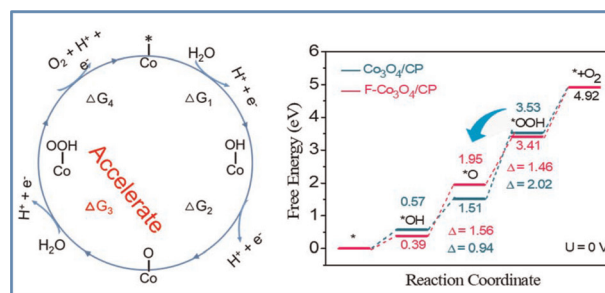 *
Co
H₂O
H⁺ + e⁻
ΔG₁
OH
Co
ΔG₂
H⁺ + e⁻
O
Co
H₂O
ΔG₃
H⁺ + e⁻
OOH
Co
ΔG₄
O₂ + H⁺ +
e⁻
Accelerate
Free Energy (eV)
6
5
4
3
2
1
0
Co₃O₄/CP
F-Co₃O₄/CP
*
0.57
*OH
0.39
Δ = 1.56
Δ = 0.94
1.95
*O
1.51
3.53
*OOH
3.41
Δ = 1.46
Δ = 2.02
*+O₂
4.92
U = 0 V
Reaction Coordinate